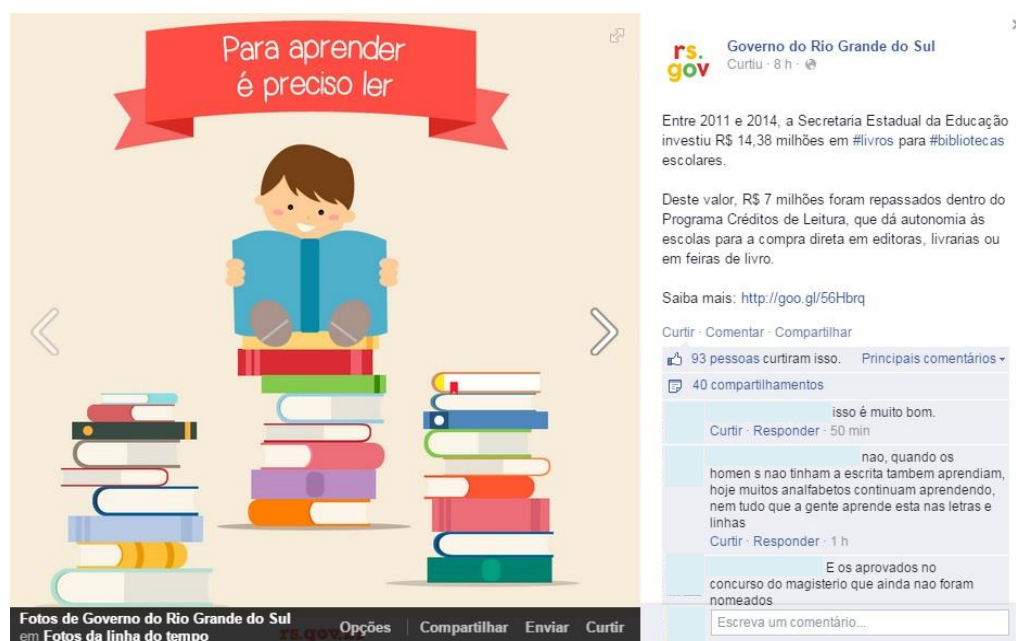 Para aprender
é preciso ler
Fotos de Governo do Rio Grande do Sul
em Fotos da linha do tempo
Opções
Compartilhar
Enviar
Curtir
rs.
gov
Governo do Rio Grande do Sul
Curtiu · 8 h ·
Entre 2011 e 2014, a Secretaria Estadual da Educação
investiu R$ 14,38 milhões em #livros para #bibliotecas
escolares.
Deste valor, R$ 7 milhões foram repassados dentro do
Programa Créditos de Leitura, que dá autonomia às
escolas para a compra direta em editoras, livrarias ou
em feiras de livro.
Saiba mais: http://goo.gl/56Hbrq
Curtir · Comentar · Compartilhar
93 pessoas curtiram isso.
Principais comentários
40 compartilhamentos
isso é muito bom.
Curtir · Responder · 50 min
nao, quando os
homen s nao tinham a escrita tambem aprendiam,
hoje muitos analfabetos continuam aprendendo,
nem tudo que a gente aprende esta nas letras e
linhas
Curtir · Responder · 1 h
E os aprovados no
concurso do magisterio que ainda nao foram
nomeados
Escreva um comentário...